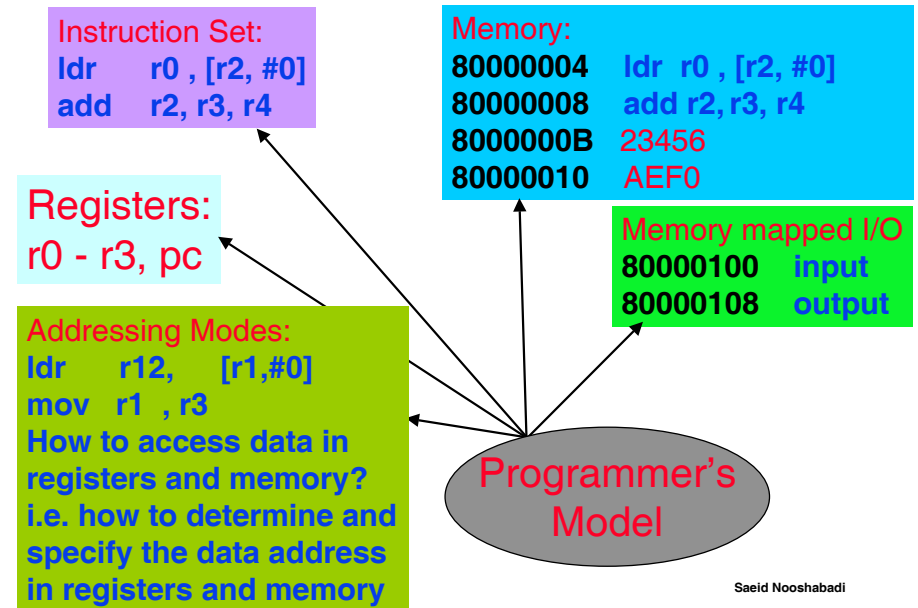 Instruction Set:
ldr r0 , [r2, #0]
add r2, r3, r4
Memory:
80000004 ldr r0 , [r2, #0]
80000008 add r2, r3, r4
8000000B 23456
80000010 AEF0
Registers:
r0 - r3, pc
Memory mapped I/O
80000100 input
80000108 output
Addressing Modes:
ldr r12, [r1,#0]
mov r1 , r3
How to access data in
registers and memory?
i.e. how to determine and
specify the data address
in registers and memory
Programmer's
Model
Saeid Nooshabadi